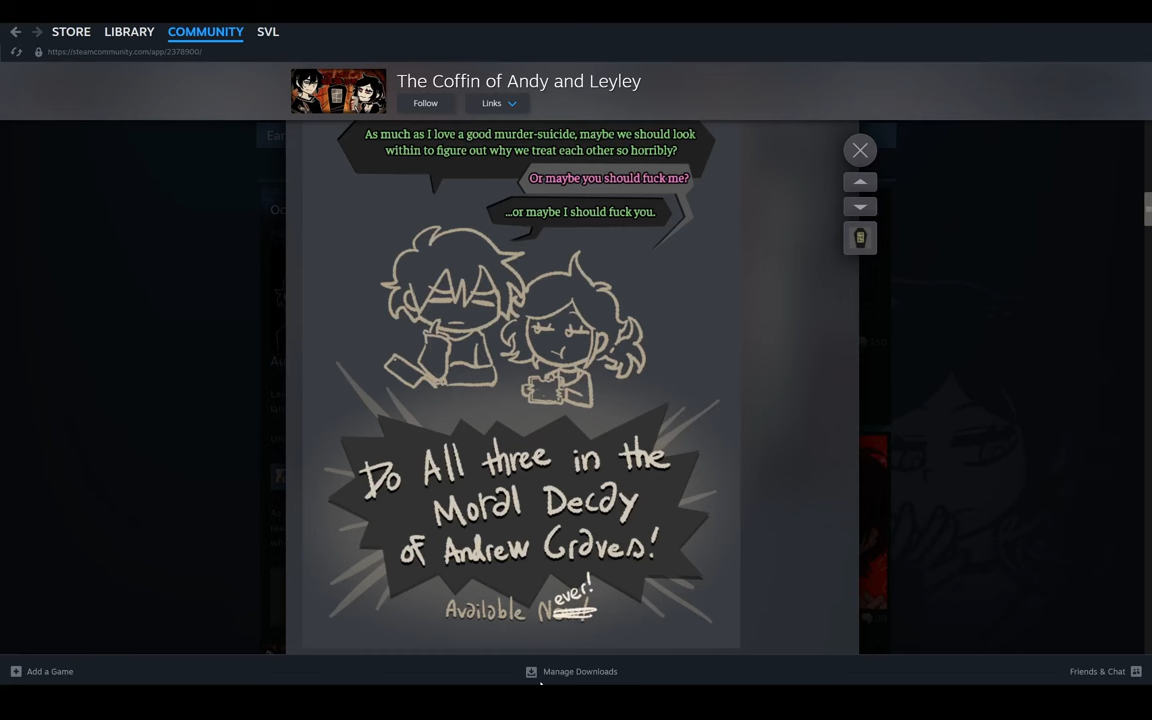 STORE LIBRARY COMMUNITY SVL
https://steamcommunity.com/app/2378900/
The Coffin of Andy and Leyley
Follow Links
Ear
As much as I love a good murder-suicide, maybe we should look
within to figure out why we treat each other so horribly?
Or maybe you should fuck me?
...or maybe I should fuck you.
Do All three in the
Moral Decay
of Andrew Graves!
ever!
Available N
Add a Game Manage Downloads Friends & Chat